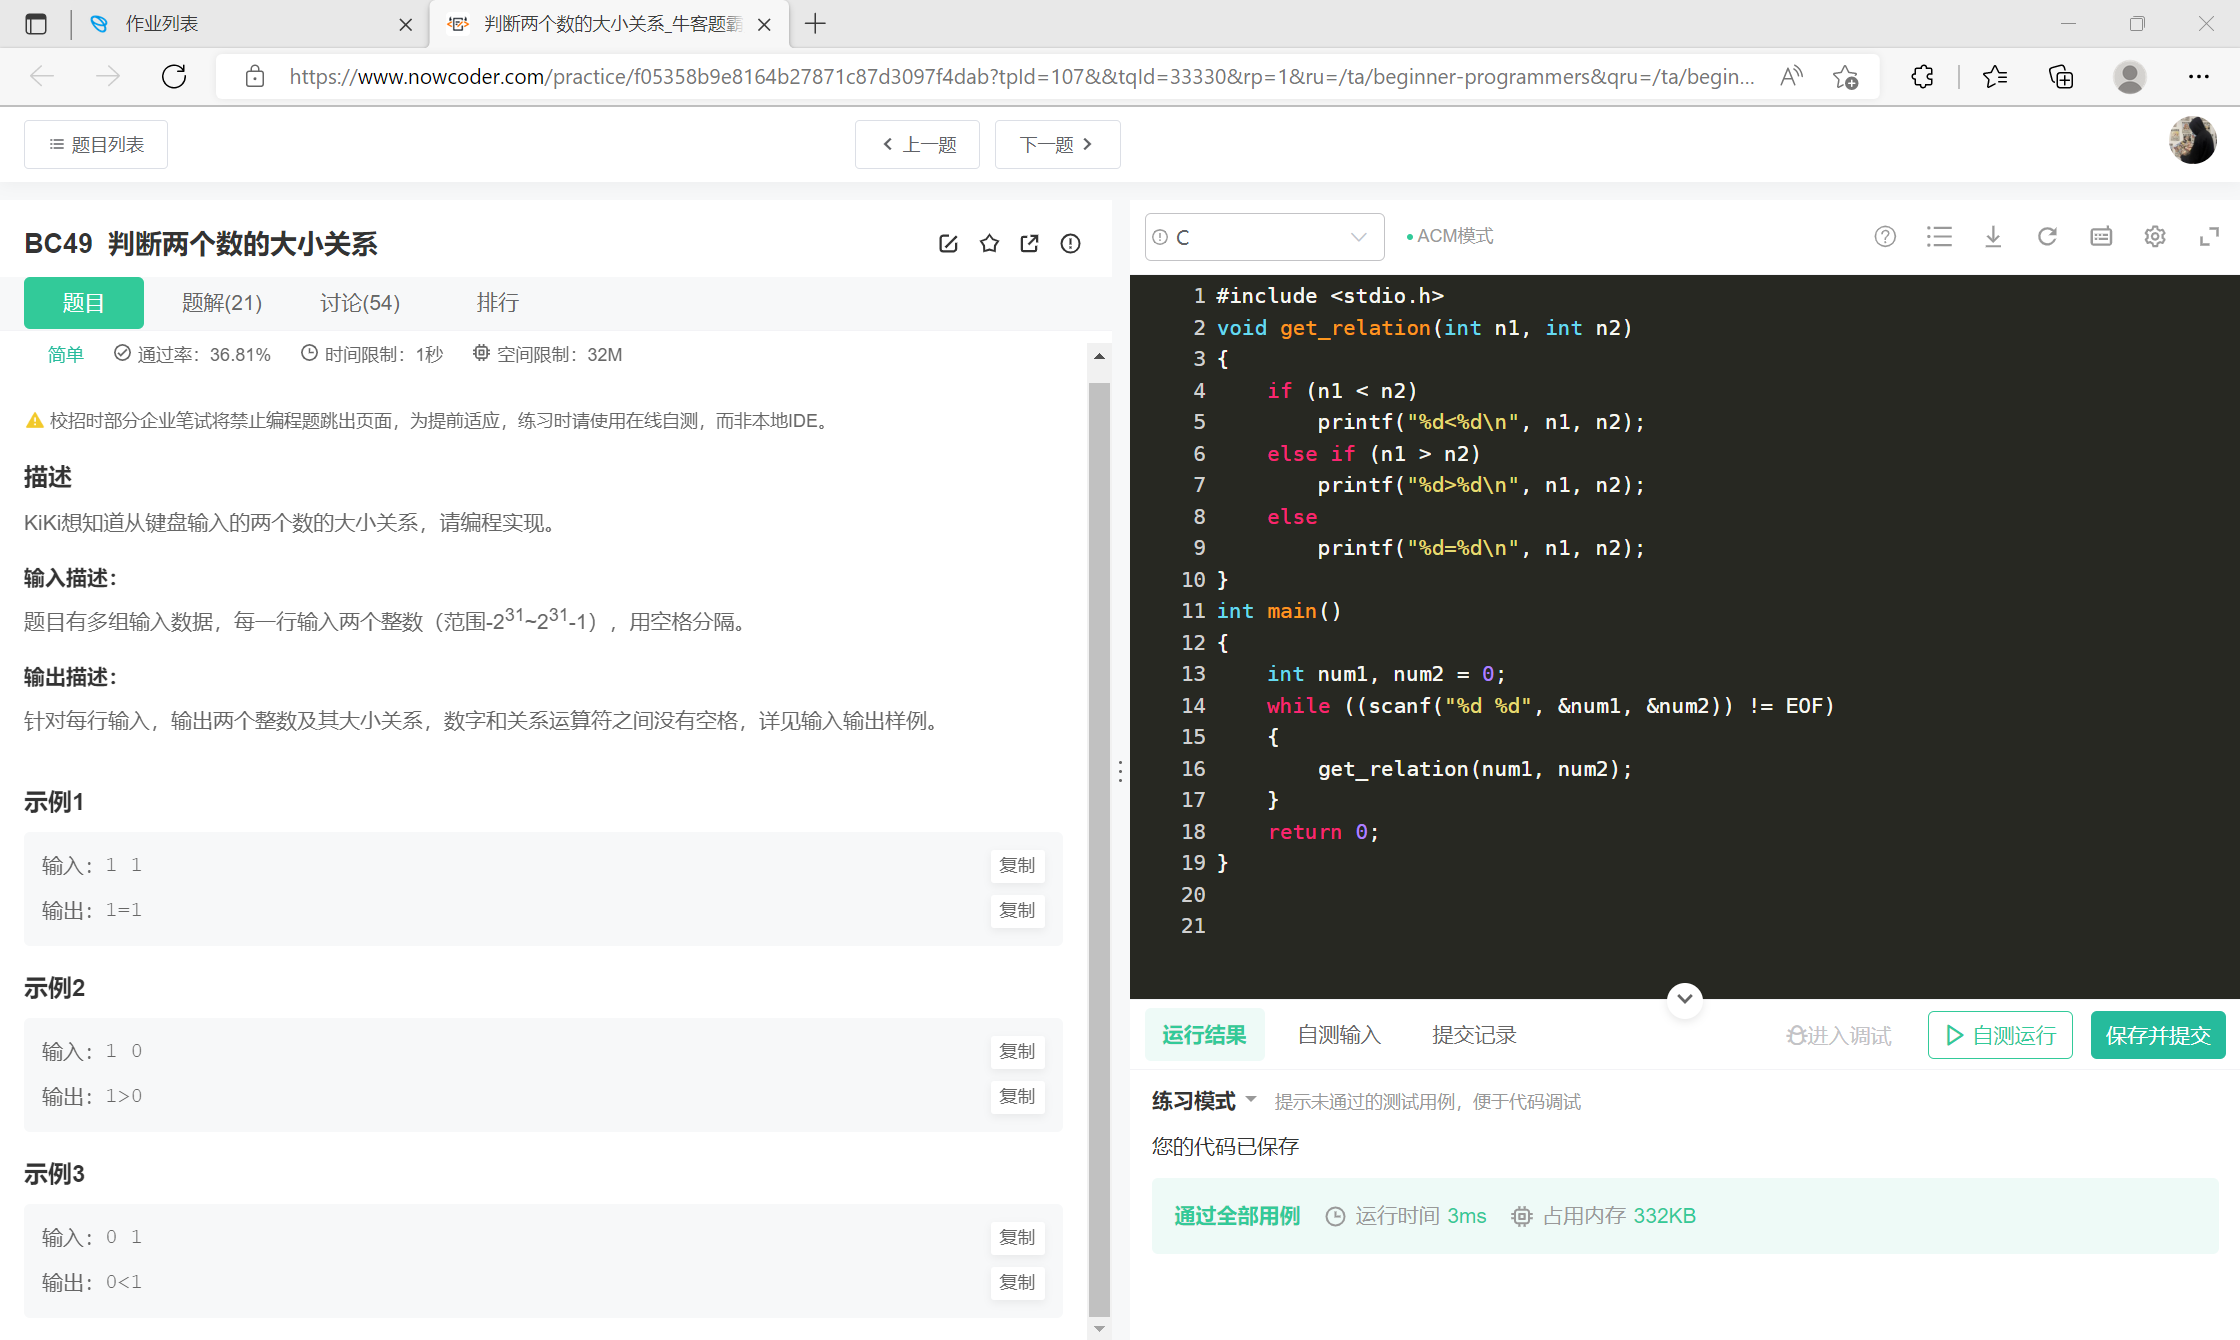 作业列表
判断两个数的大小关系_牛客题霸
https://www.nowcoder.com/practice/f05358b9e8164b27871c87d3097f4dab?tpId=107&&tqId=33330&rp=1&ru=/ta/beginner-programmers&qru=/ta/begin...
题目列表
上一题
下一题
BC49 判断两个数的大小关系
题目 题解(21) 讨论(54) 排行
简单 通过率：36.81% 时间限制：1秒 空间限制：32M
校招时部分企业笔试将禁止编程题跳出页面，为提前适应，练习时请使用在线自测，而非本地IDE。
描述
KiKi想知道从键盘输入的两个数的大小关系，请编程实现。
输入描述：
题目有多组输入数据，每一行输入两个整数（范围-2^31~2^31-1），用空格分隔。
输出描述：
针对每行输入，输出两个整数及其大小关系，数字和关系运算符之间没有空格，详见输入输出样例。
示例1
输入：1 1 复制
输出：1=1 复制
示例2
输入：1 0 复制
输出：1>0 复制
示例3
输入：0 1 复制
输出：0<1 复制
C ACM模式
1 #include <stdio.h>
2 void get_relation(int n1, int n2)
3 {
4     if (n1 < n2)
5         printf("%d<%d\n", n1, n2);
6     else if (n1 > n2)
7         printf("%d>%d\n", n1, n2);
8     else
9         printf("%d=%d\n", n1, n2);
10 }
11 int main()
12 {
13     int num1, num2 = 0;
14     while ((scanf("%d %d", &num1, &num2)) != EOF)
15     {
16         get_relation(num1, num2);
17     }
18     return 0;
19 }
20
21
运行结果 自测输入 提交记录 进入调试 自测运行 保存并提交
练习模式 提示未通过的测试用例，便于代码调试
您的代码已保存
通过全部用例 运行时间 3ms 占用内存 332KB